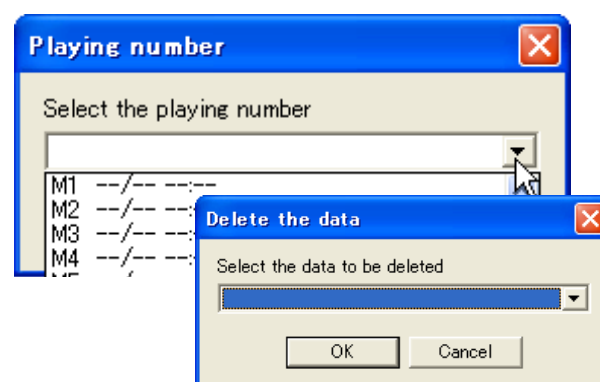 Playing number
Select the playing number
M1 --/-- --:--
M2 --/-- --:
M3 --/-- --:
M4 --/-- --:
Delete the data
Select the data to be deleted
OK Cancel